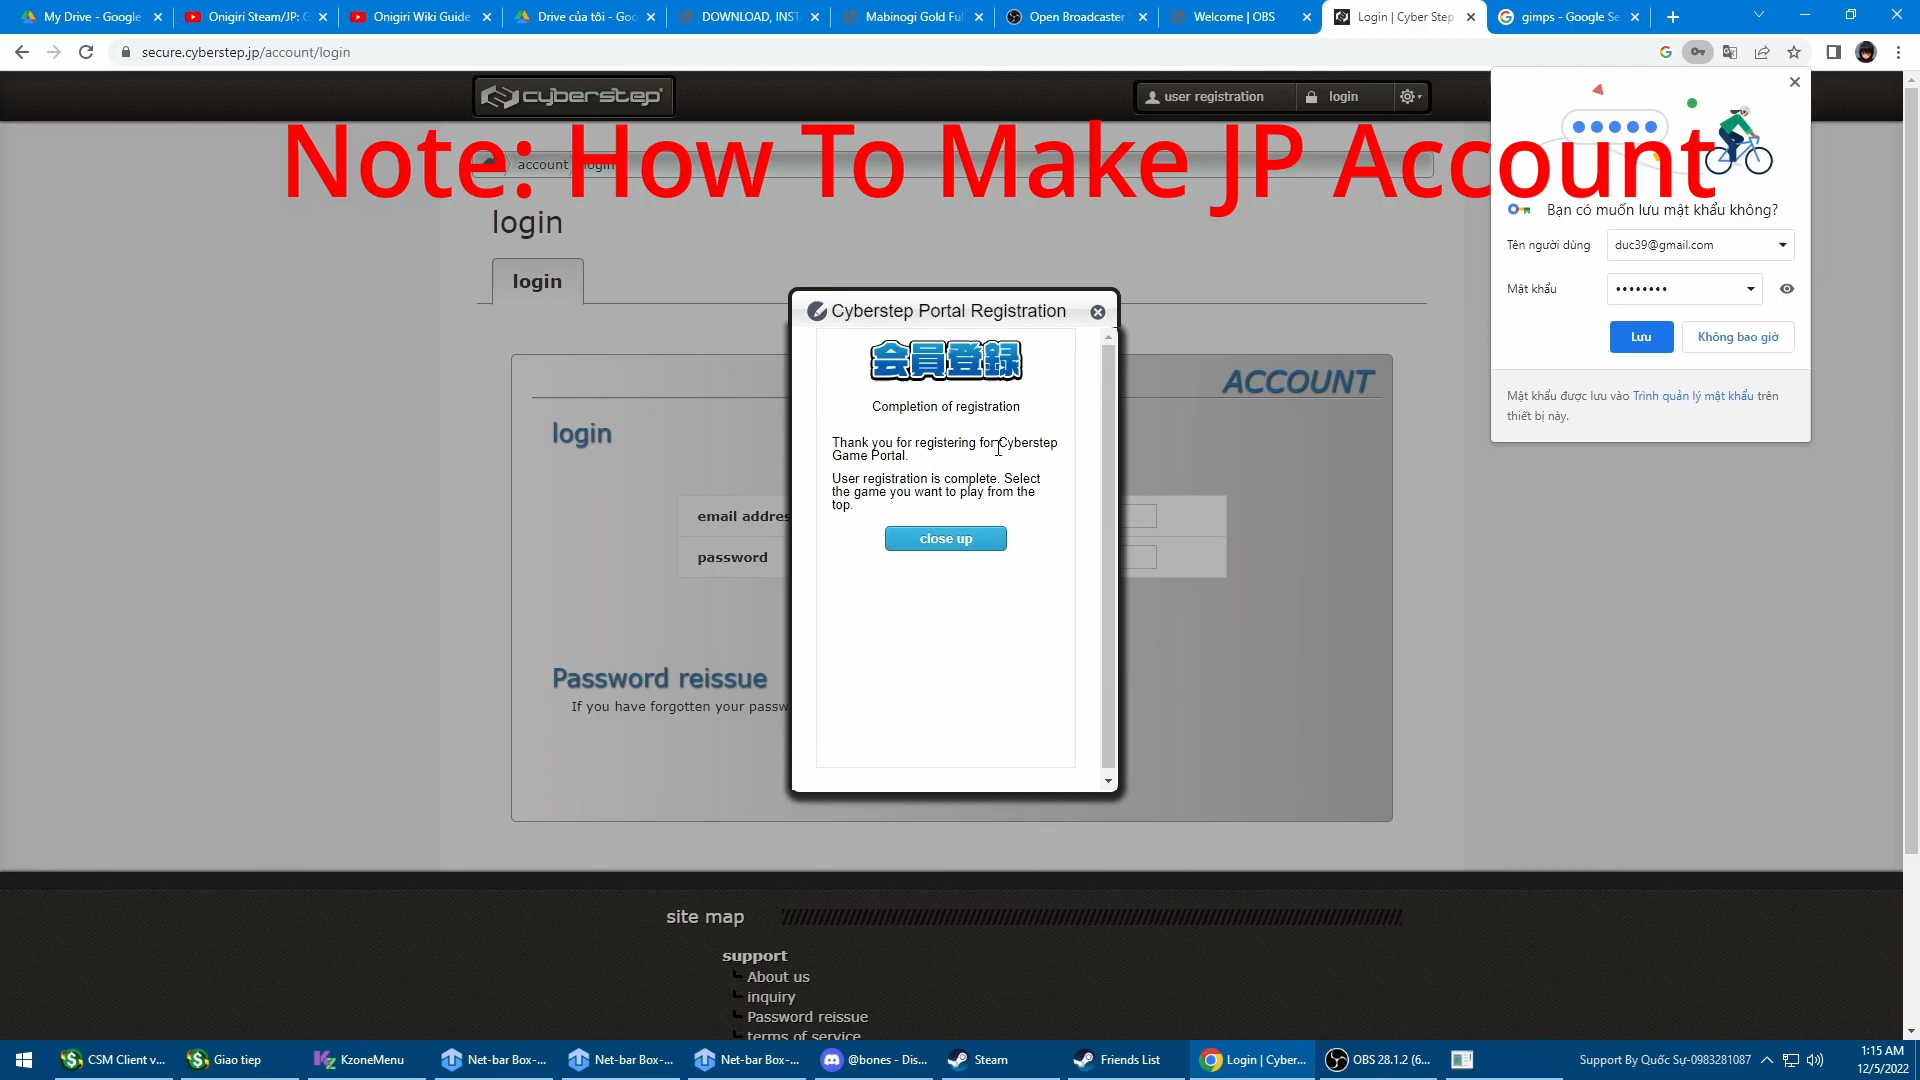 My Drive - Google
Onigiri Steam/JP: G
Onigiri Wiki Guide
Drive của tôi - Goo
DOWNLOAD, INST
Mabinogi Gold Ful
Open Broadcaster
Welcome | OBS
Login | Cyber Step
gimps - Google Se
secure.cyberstep.jp/account/login
cyberstep
user registration
login
Note: How To Make JP Account
account
login
login
login
ACCOUNT
login
email addres
password
Password reissue
If you have forgotten your passw
Cyberstep Portal Registration
会員登録
Completion of registration
Thank you for registering for Cyberstep
Game Portal.
User registration is complete. Select
the game you want to play from the
top.
close up
Bạn có muốn lưu mật khẩu không?
Tên người dùng
duc39@gmail.com
Mật khẩu
••••••••
Lưu
Không bao giờ
Mật khẩu được lưu vào Trình quản lý mật khẩu trên
thiết bị này.
site map
support
About us
inquiry
Password reissue
terms of service
CSM Client v...
Giao tiep
KzoneMenu
Net-bar Box-...
Net-bar Box-...
Net-bar Box-...
@bones - Dis...
Steam
Friends List
Login | Cyber...
OBS 28.1.2 (6...
Support By Quốc Sự-0983281087
1:15 AM
12/5/2022